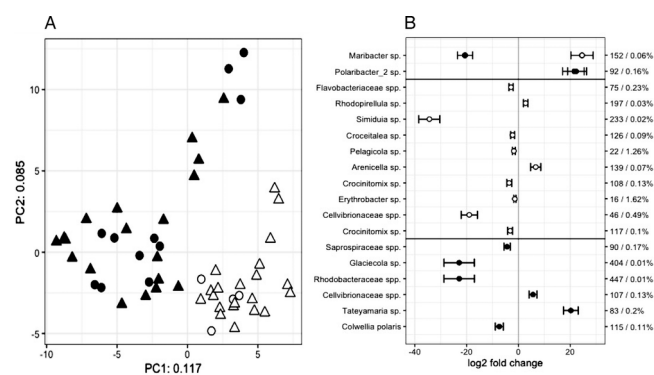 A
B
PC2: 0.085
10
5
0
-5
-10
-5
0
5
PC1: 0.117
Maribacter sp. 152 / 0.06%
Polaribacter_2 sp. 92 / 0.16%
Flavobacteriaceae spp. 75 / 0.23%
Rhodopirellula sp. 197 / 0.03%
Simiduia sp. 233 / 0.02%
Croceitalea sp. 126 / 0.09%
Pelagicola sp. 22 / 1.26%
Arenicella sp. 139 / 0.07%
Crocinitomix sp. 108 / 0.13%
Erythrobacter sp. 16 / 1.62%
Cellvibrionaceae spp. 46 / 0.49%
Crocinitomix sp. 117 / 0.1%
Saprospiraceae spp. 90 / 0.17%
Glaciecola sp. 404 / 0.01%
Rhodobacteraceae spp. 447 / 0.01%
Cellvibrionaceae spp. 107 / 0.13%
Tateyamaria sp. 83 / 0.2%
Colwellia polaris 115 / 0.11%
-40
-20
0
20
log2 fold change